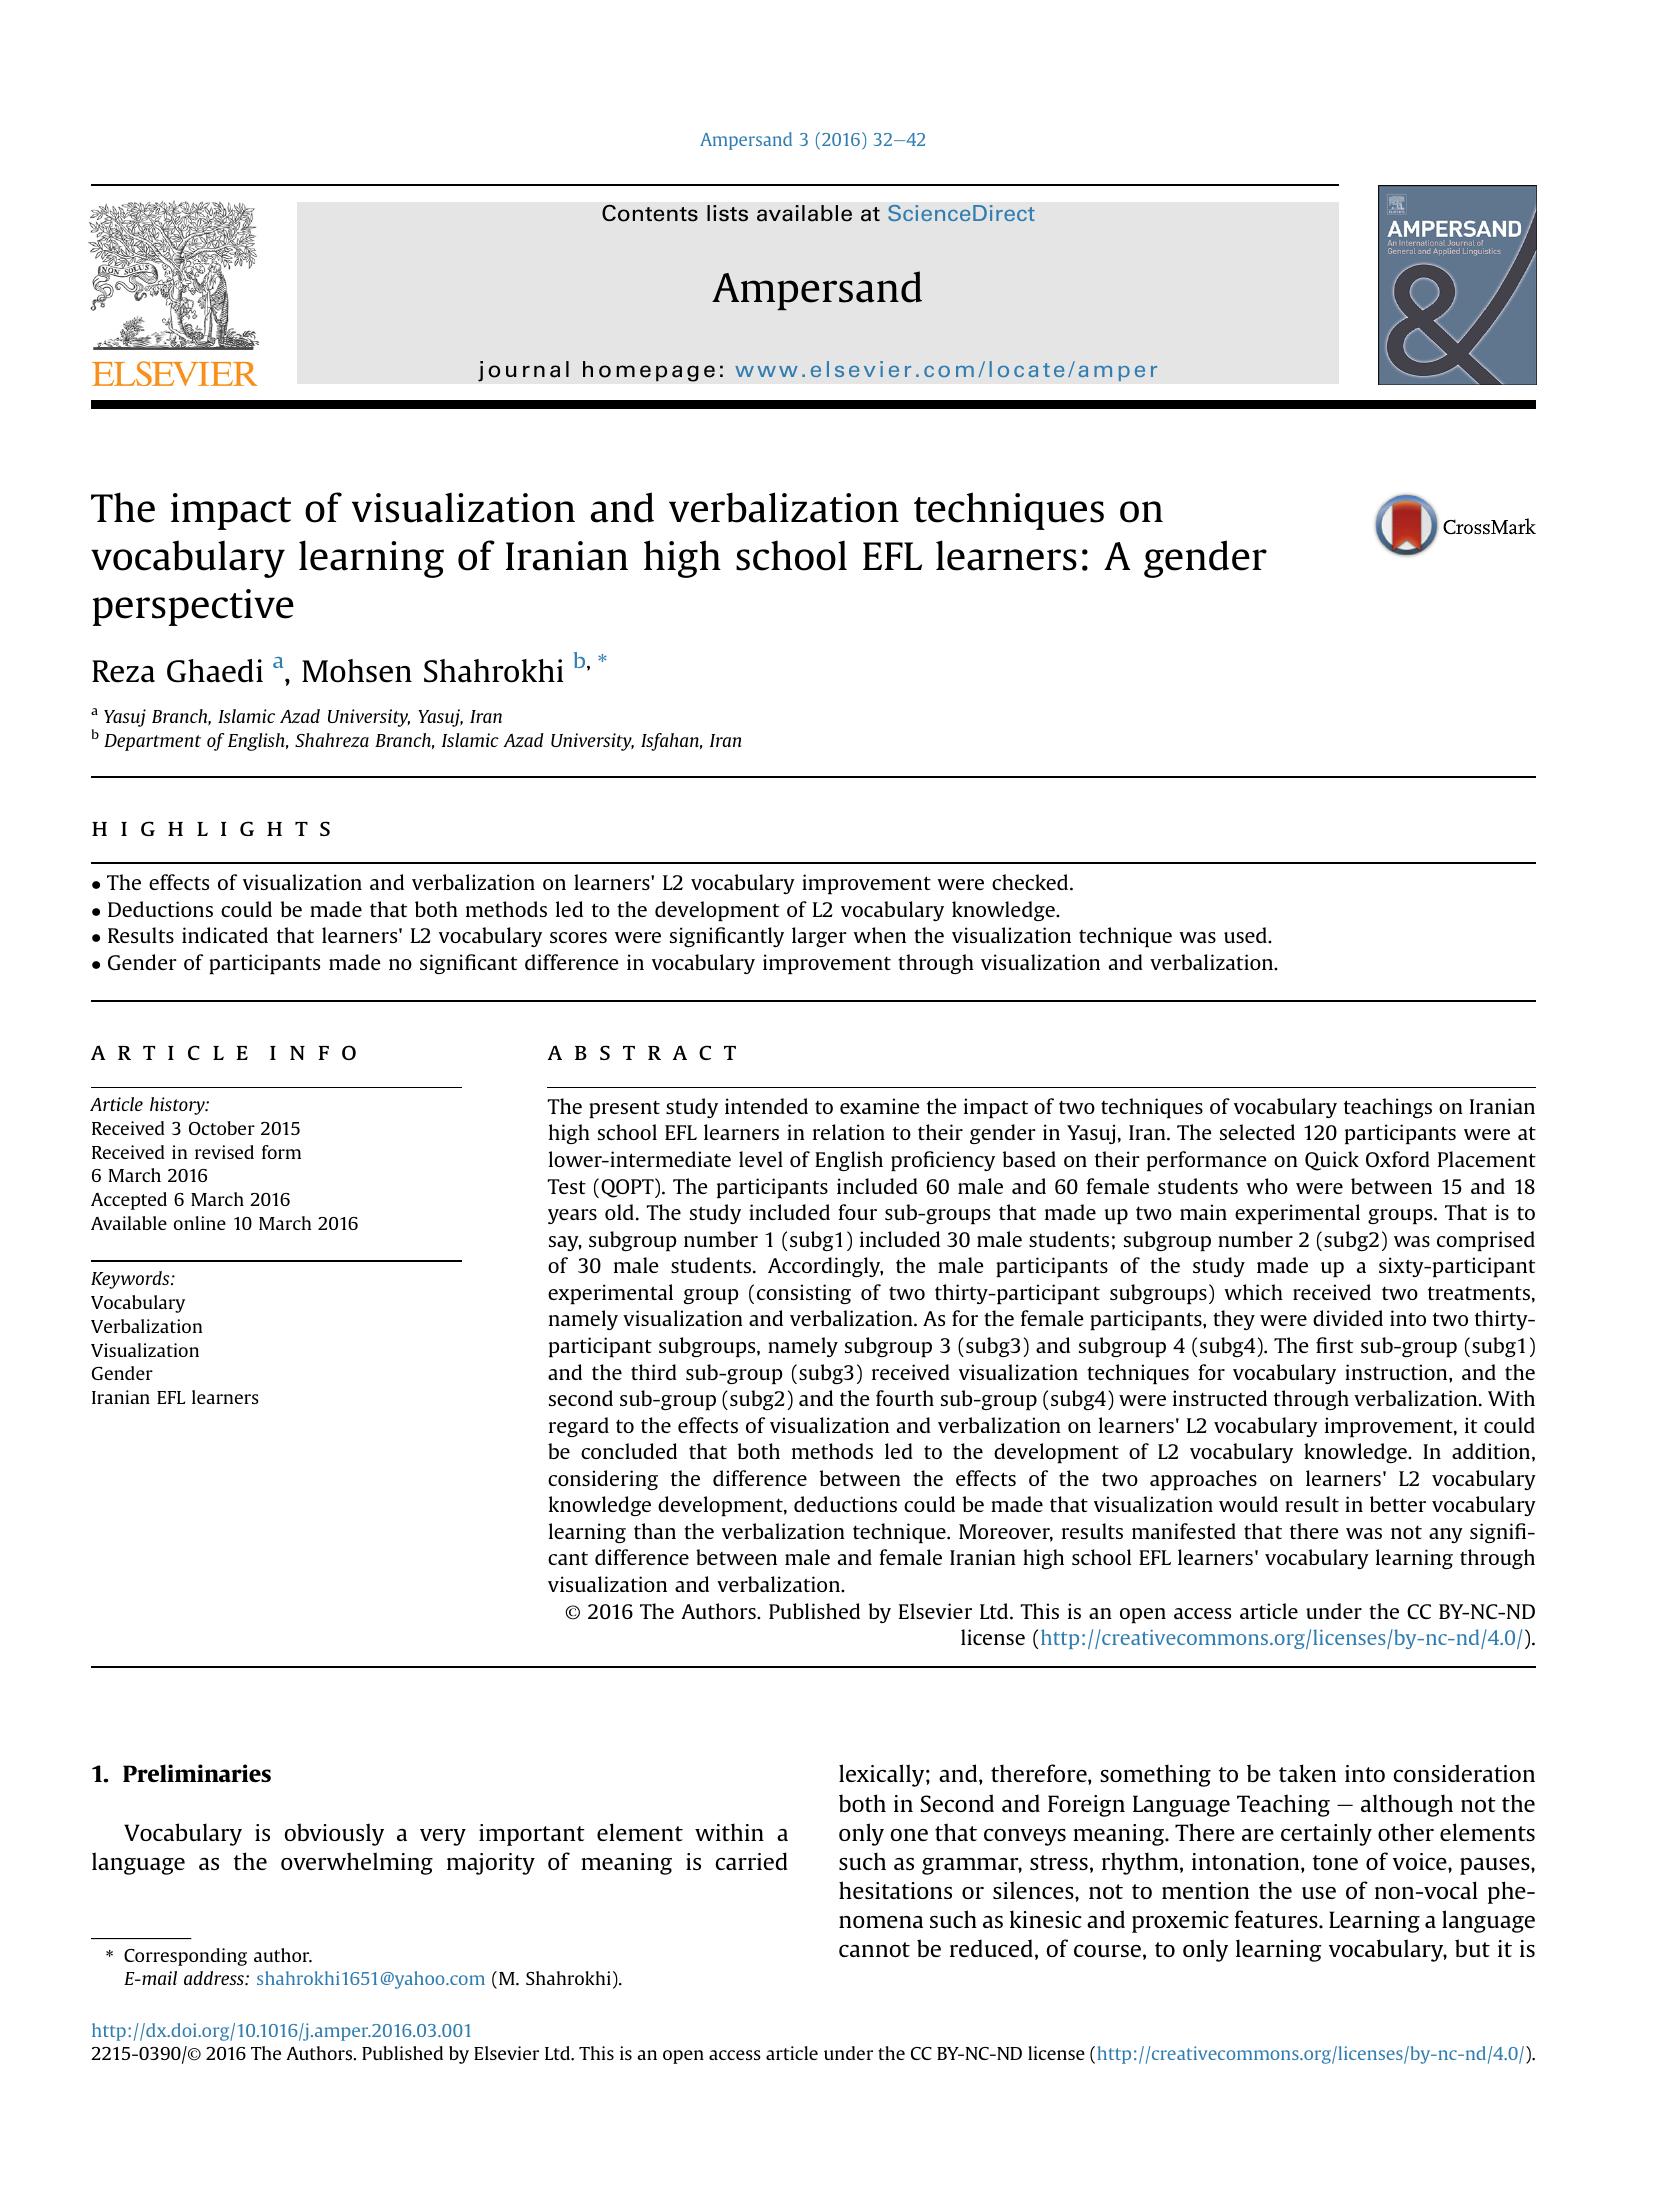 Ampersand 3 (2016) 32–42
Contents lists available at ScienceDirect
Ampersand
journal homepage: www.elsevier.com/locate/amper
NON SOLUS
ELSEVIER
AMPERSAND
An International Journal of
General and Applied Linguistics
&
The impact of visualization and verbalization techniques on
vocabulary learning of Iranian high school EFL learners: A gender
perspective
CrossMark
Reza Ghaedi a, Mohsen Shahrokhi b, *
a Yasuj Branch, Islamic Azad University, Yasuj, Iran
b Department of English, Shahreza Branch, Islamic Azad University, Isfahan, Iran
HIGHLIGHTS
• The effects of visualization and verbalization on learners' L2 vocabulary improvement were checked.
• Deductions could be made that both methods led to the development of L2 vocabulary knowledge.
• Results indicated that learners' L2 vocabulary scores were significantly larger when the visualization technique was used.
• Gender of participants made no significant difference in vocabulary improvement through visualization and verbalization.
ARTICLE INFO
Article history:
Received 3 October 2015
Received in revised form
6 March 2016
Accepted 6 March 2016
Available online 10 March 2016
Keywords:
Vocabulary
Verbalization
Visualization
Gender
Iranian EFL learners
ABSTRACT
The present study intended to examine the impact of two techniques of vocabulary teachings on Iranian
high school EFL learners in relation to their gender in Yasuj, Iran. The selected 120 participants were at
lower-intermediate level of English proficiency based on their performance on Quick Oxford Placement
Test (QOPT). The participants included 60 male and 60 female students who were between 15 and 18
years old. The study included four sub-groups that made up two main experimental groups. That is to
say, subgroup number 1 (subg1) included 30 male students; subgroup number 2 (subg2) was comprised
of 30 male students. Accordingly, the male participants of the study made up a sixty-participant
experimental group (consisting of two thirty-participant subgroups) which received two treatments,
namely visualization and verbalization. As for the female participants, they were divided into two thirty-
participant subgroups, namely subgroup 3 (subg3) and subgroup 4 (subg4). The first sub-group (subg1)
and the third sub-group (subg3) received visualization techniques for vocabulary instruction, and the
second sub-group (subg2) and the fourth sub-group (subg4) were instructed through verbalization. With
regard to the effects of visualization and verbalization on learners' L2 vocabulary improvement, it could
be concluded that both methods led to the development of L2 vocabulary knowledge. In addition,
considering the difference between the effects of the two approaches on learners' L2 vocabulary
knowledge development, deductions could be made that visualization would result in better vocabulary
learning than the verbalization technique. Moreover, results manifested that there was not any signifi-
cant difference between male and female Iranian high school EFL learners' vocabulary learning through
visualization and verbalization.
© 2016 The Authors. Published by Elsevier Ltd. This is an open access article under the CC BY-NC-ND
license (http://creativecommons.org/licenses/by-nc-nd/4.0/).
1. Preliminaries
Vocabulary is obviously a very important element within a
language as the overwhelming majority of meaning is carried
lexically; and, therefore, something to be taken into consideration
both in Second and Foreign Language Teaching – although not the
only one that conveys meaning. There are certainly other elements
such as grammar, stress, rhythm, intonation, tone of voice, pauses,
hesitations or silences, not to mention the use of non-vocal phe-
nomena such as kinesic and proxemic features. Learning a language
cannot be reduced, of course, to only learning vocabulary, but it is
* Corresponding author.
E-mail address: shahrokhi1651@yahoo.com (M. Shahrokhi).
http://dx.doi.org/10.1016/j.amper.2016.03.001
2215-0390/© 2016 The Authors. Published by Elsevier Ltd. This is an open access article under the CC BY-NC-ND license (http://creativecommons.org/licenses/by-nc-nd/4.0/).